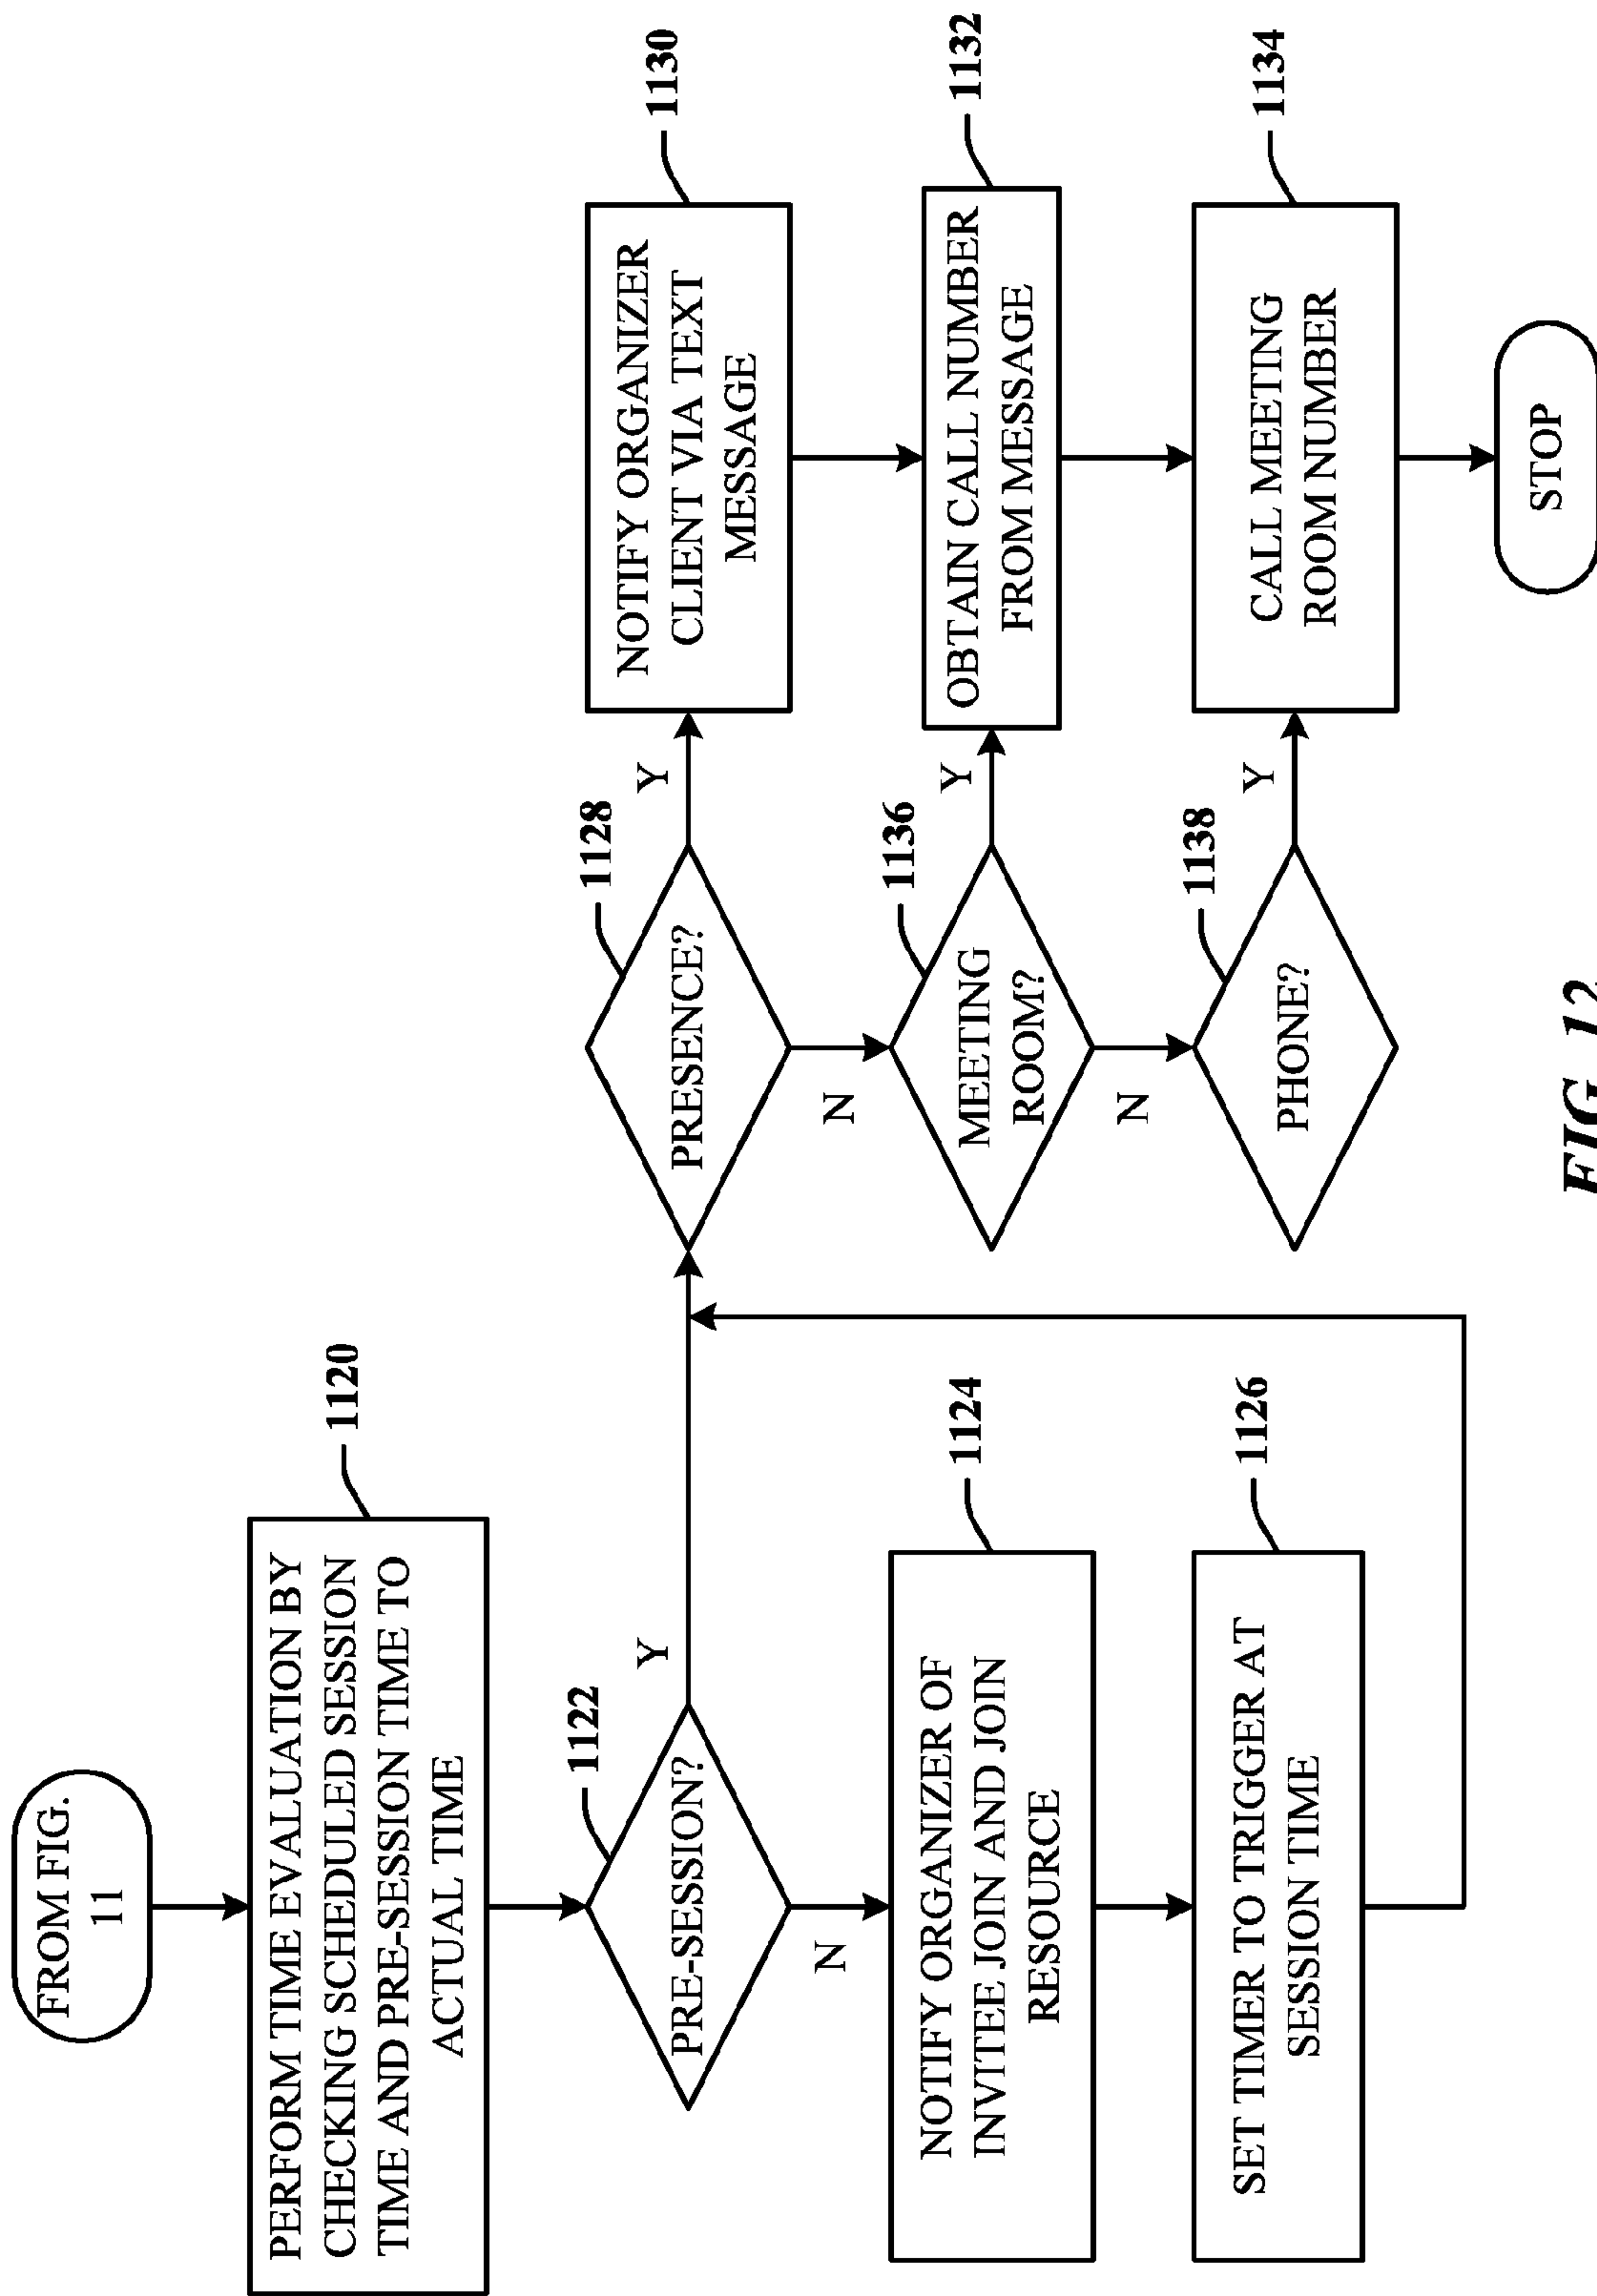 FROM FIG.
11
PERFORM TIME EVALUATION BY
CHECKING SCHEDULED SESSION
TIME AND PRE-SESSION TIME TO
ACTUAL TIME
1120
PRE-SESSION?
1122
Y
N
NOTIFY ORGANIZER OF
INVITEE JOIN AND JOIN
RESOURCE
1124
SET TIMER TO TRIGGER AT
SESSION TIME
1126
PRESENCE?
1128
Y
N
NOTIFY ORGANIZER
CLIENT VIA TEXT
MESSAGE
1130
MEETING
ROOM?
1136
Y
N
OBTAIN CALL NUMBER
FROM MESSAGE
1132
PHONE?
1138
Y
CALL MEETING
ROOM NUMBER
1134
STOP
FIG. 12